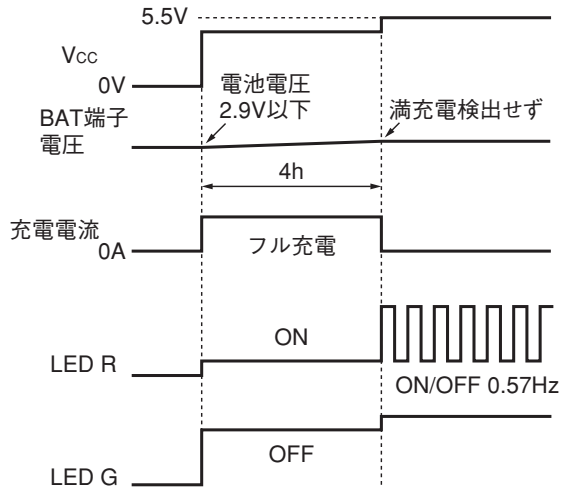 5.5V
Vcc
0V
電池電圧
2.9V以下
満充電検出せず
BAT端子
電圧
4h
充電電流
0A
フル充電
ON
LED R
ON/OFF 0.57Hz
OFF
LED G